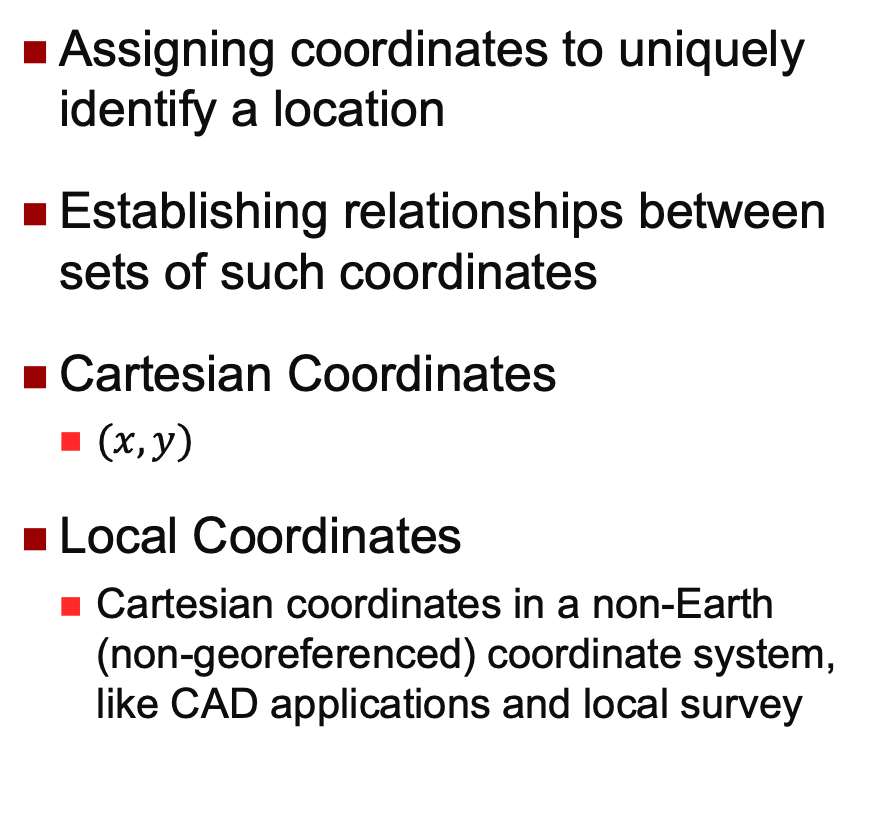 Assigning coordinates to uniquely
identify a location
Establishing relationships between
sets of such coordinates
Cartesian Coordinates
(x, y)
Local Coordinates
Cartesian coordinates in a non-Earth
(non-georeferenced) coordinate system,
like CAD applications and local survey